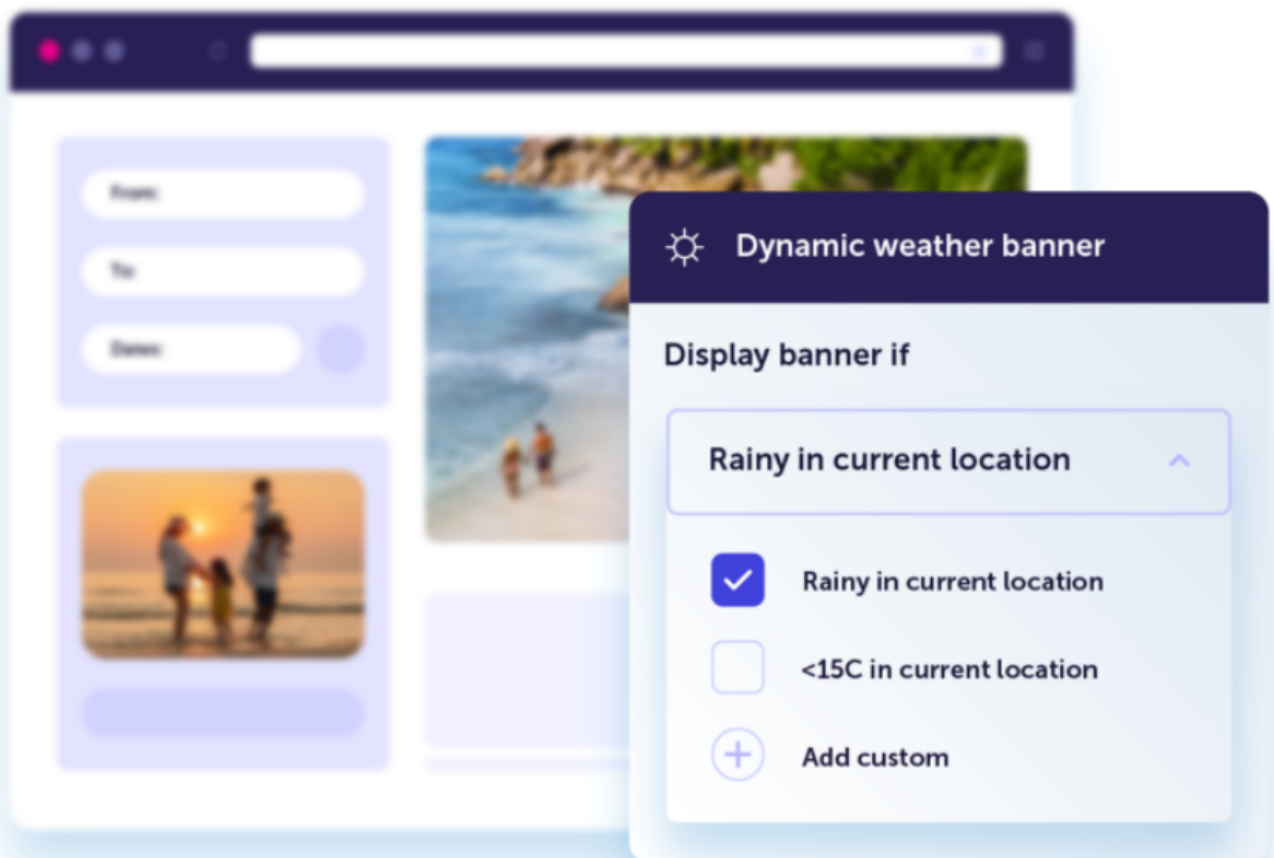 From:
To:
Dates:
Dynamic weather banner
Display banner if
Rainy in current location
Rainy in current location
<15C in current location
Add custom